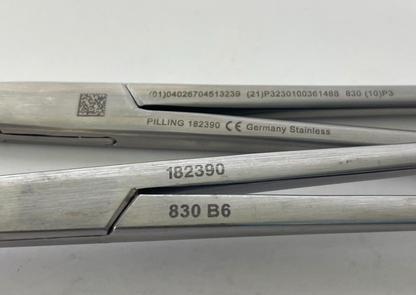 (01)04026704513239 (21)P3230100361488 830 (10)P3
PILLING 182390 CE Germany Stainless
182390
830 B6